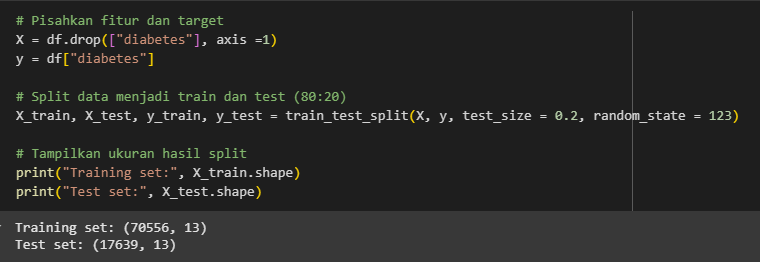 # Pisahkan fitur dan target
X = df.drop(["diabetes"], axis =1)
y = df["diabetes"]
# Split data menjadi train dan test (80:20)
X_train, X_test, y_train, y_test = train_test_split(X, y, test_size = 0.2, random_state = 123)
# Tampilkan ukuran hasil split
print("Training set:", X_train.shape)
print("Test set:", X_test.shape)
Training set: (70556, 13)
Test set: (17639, 13)